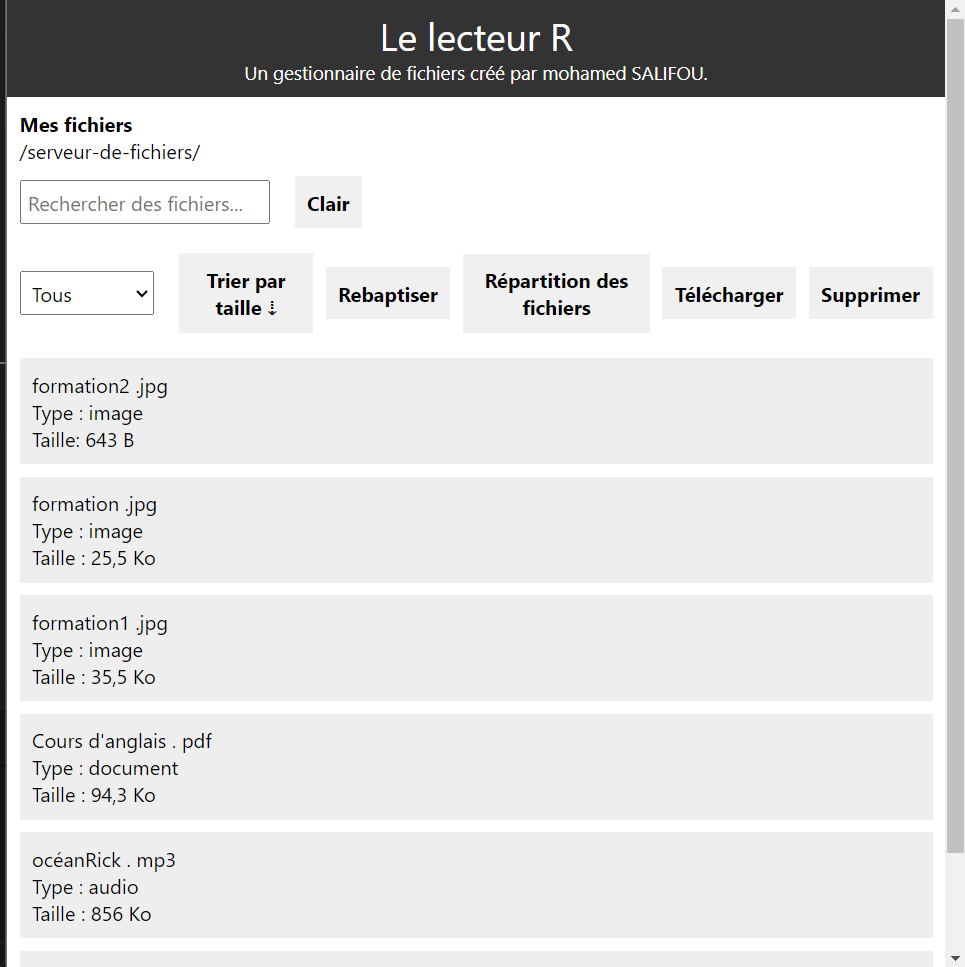 Le lecteur R
Un gestionnaire de fichiers créé par mohamed SALIFOU.
Mes fichiers
/serveur-de-fichiers/
Rechercher des fichiers...
Clair
Tous
Trier par
taille ⇣
Rebaptiser
Répartition des
fichiers
Télécharger
Supprimer
formation2 .jpg
Type : image
Taille: 643 B
formation .jpg
Type : image
Taille : 25,5 Ko
formation1 .jpg
Type : image
Taille : 35,5 Ko
Cours d'anglais . pdf
Type : document
Taille : 94,3 Ko
océanRick . mp3
Type : audio
Taille : 856 Ko